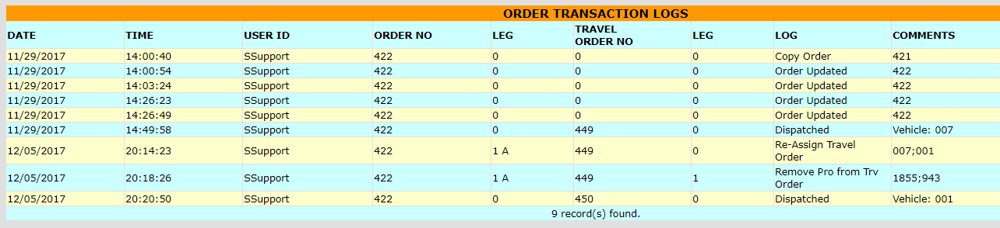 ORDER TRANSACTION LOGS
DATE TIME USER ID ORDER NO LEG TRAVEL ORDER NO LEG LOG COMMENTS
11/29/2017 14:00:40 SSupport 422 0 0 0 Copy Order 421
11/29/2017 14:00:54 SSupport 422 0 0 0 Order Updated 422
11/29/2017 14:03:24 SSupport 422 0 0 0 Order Updated 422
11/29/2017 14:26:23 SSupport 422 0 0 0 Order Updated 422
11/29/2017 14:26:49 SSupport 422 0 0 0 Order Updated 422
11/29/2017 14:49:58 SSupport 422 0 449 0 Dispatched Vehicle: 007
12/05/2017 20:14:23 SSupport 422 1 A 449 0 Re-Assign Travel Order 007;001
12/05/2017 20:18:26 SSupport 422 1 A 449 1 Remove Pro from Trv Order 1855;943
12/05/2017 20:20:50 SSupport 422 0 450 0 Dispatched Vehicle: 001
9 record(s) found.